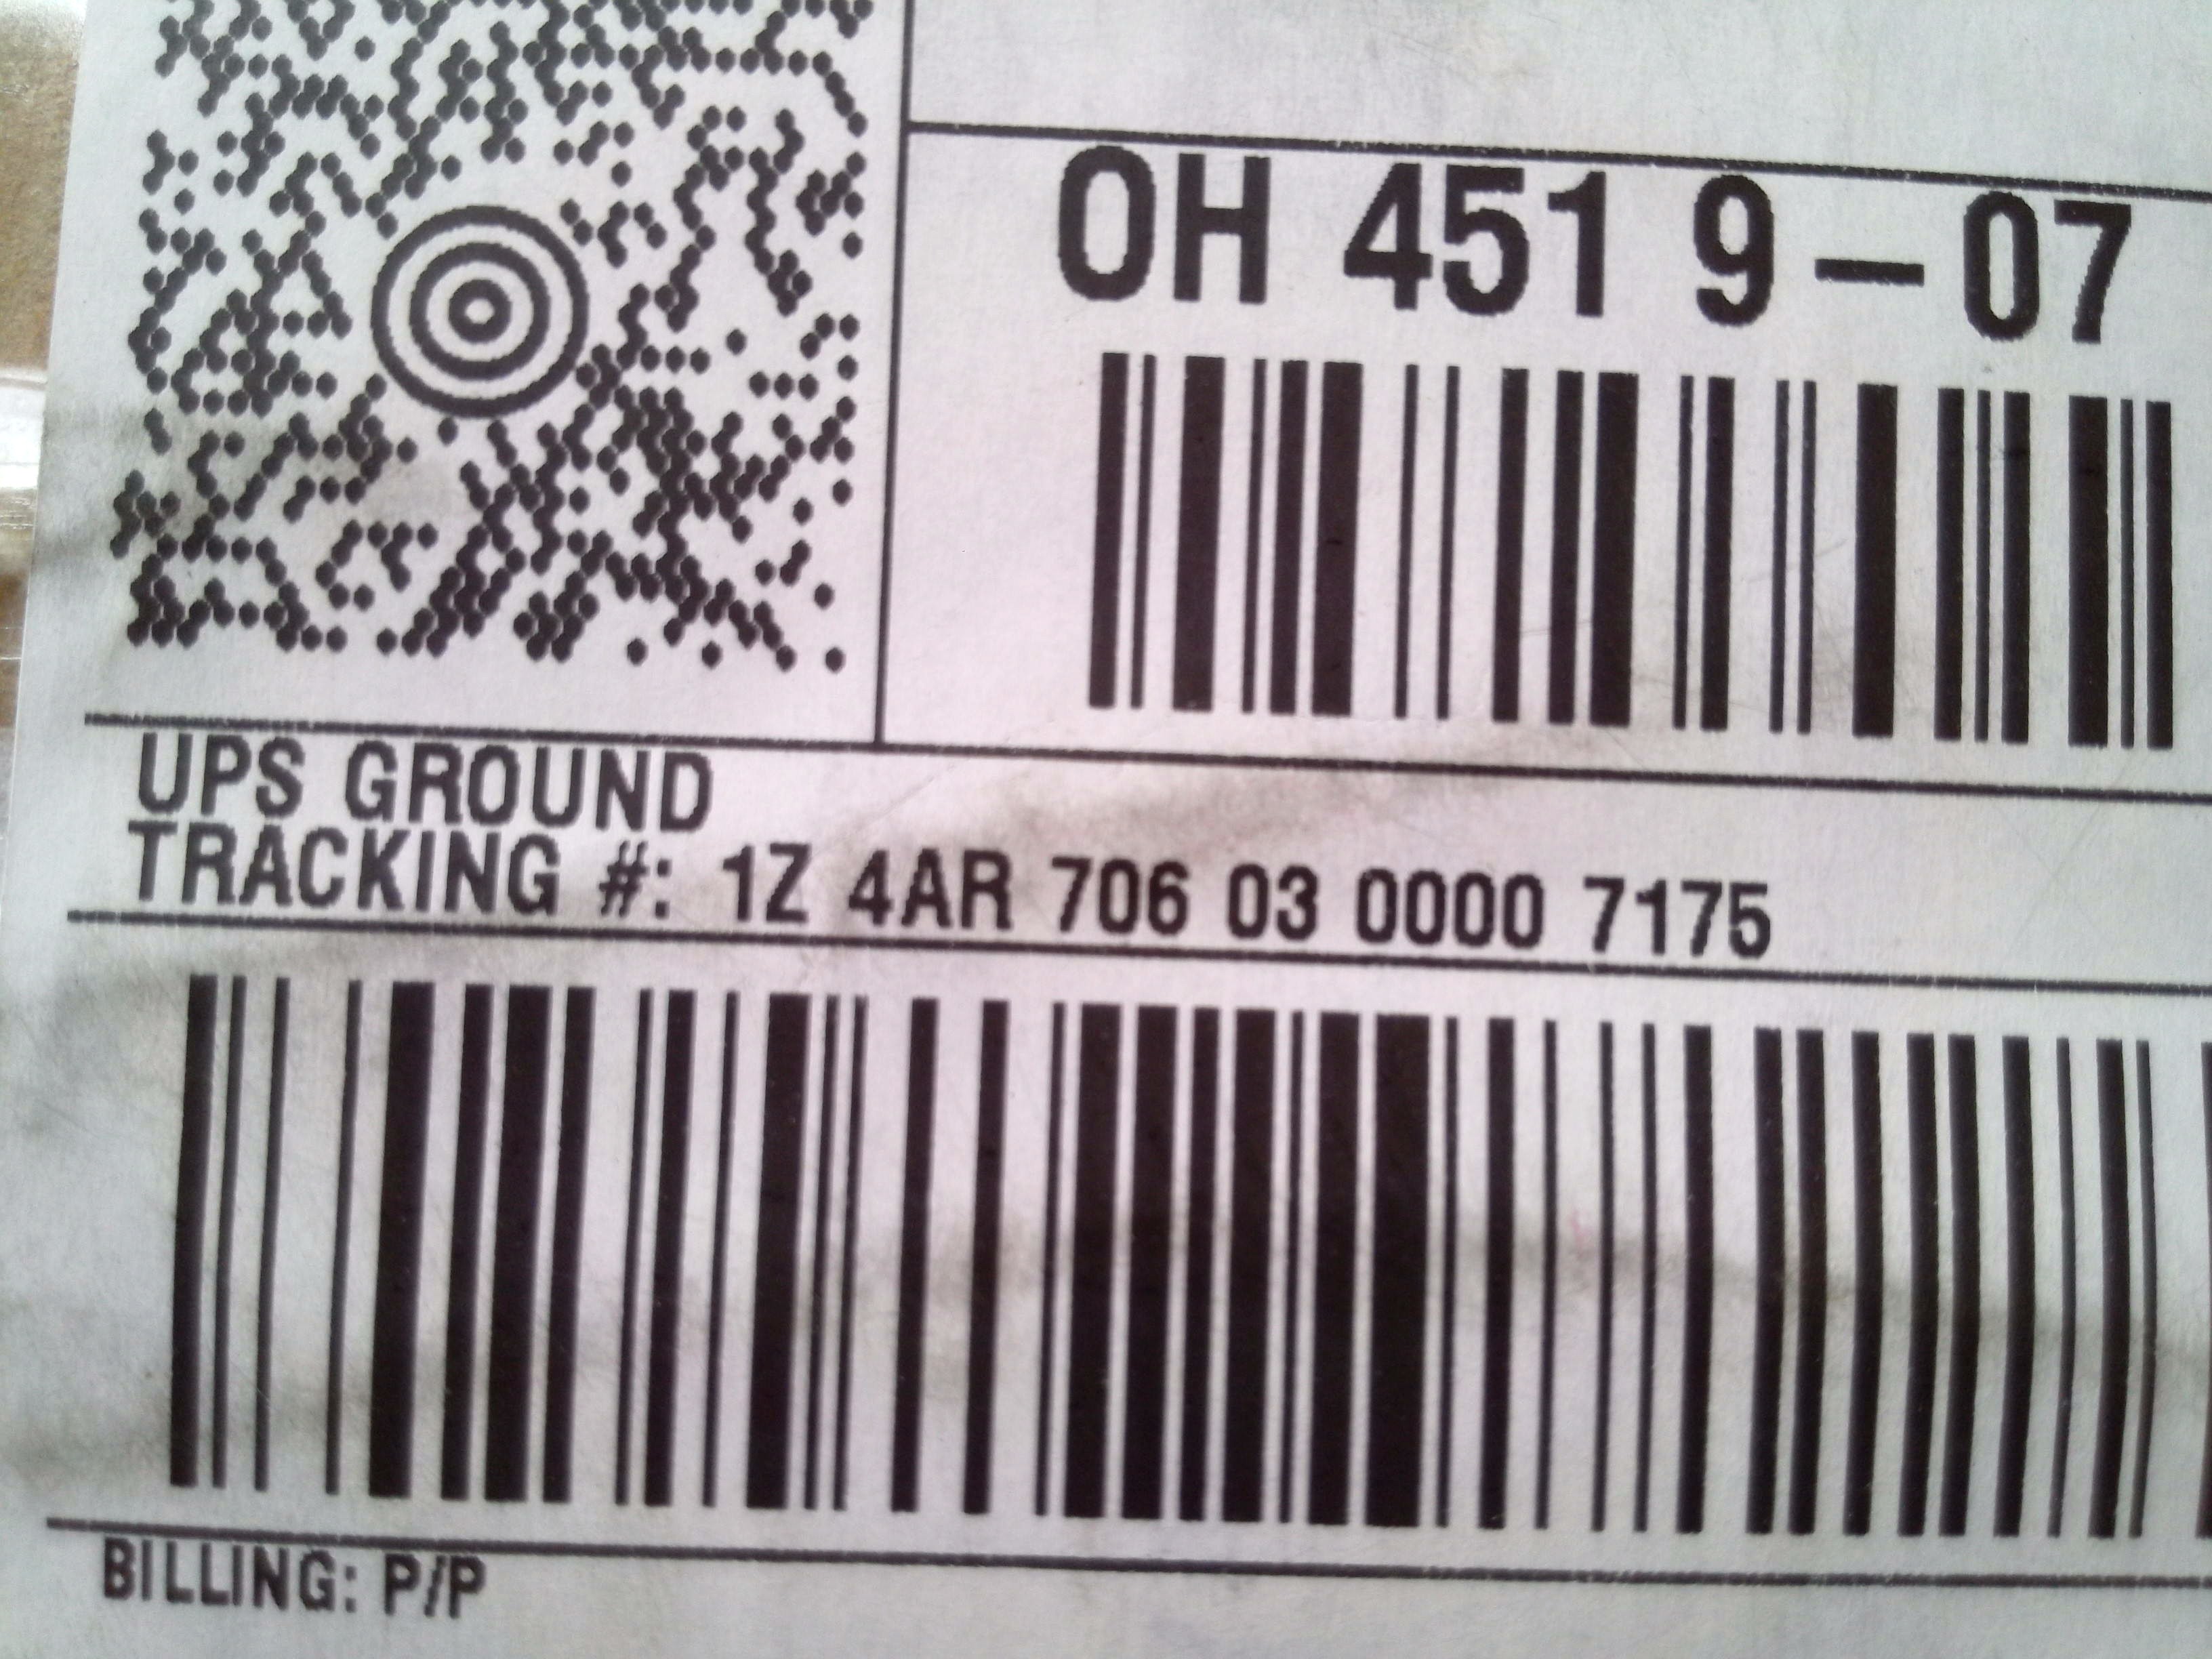 OH 451 9-07
UPS GROUND
TRACKING #: 1Z 4AR 706 03 0000 7175
BILLING: P/P